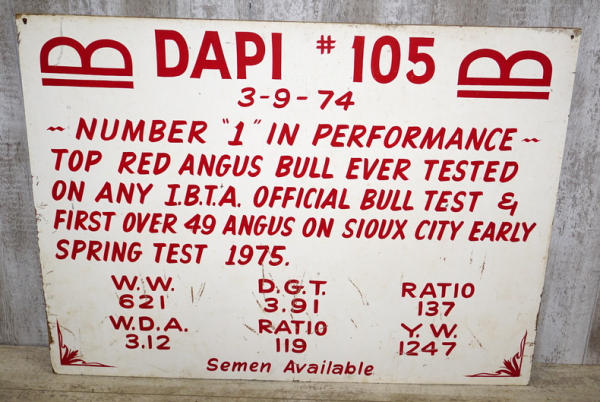 B DAPI # 105 B
3-9-74
~ NUMBER "1" IN PERFORMANCE ~
TOP RED ANGUS BULL EVER TESTED
ON ANY I.B.T.A. OFFICIAL BULL TEST &
FIRST OVER 49 ANGUS ON SIOUX CITY EARLY
SPRING TEST 1975.
W.W. D.G.T. RATIO
621 3.91 137
W.D.A. RATIO Y.W.
3.12 119 1247
Semen Available